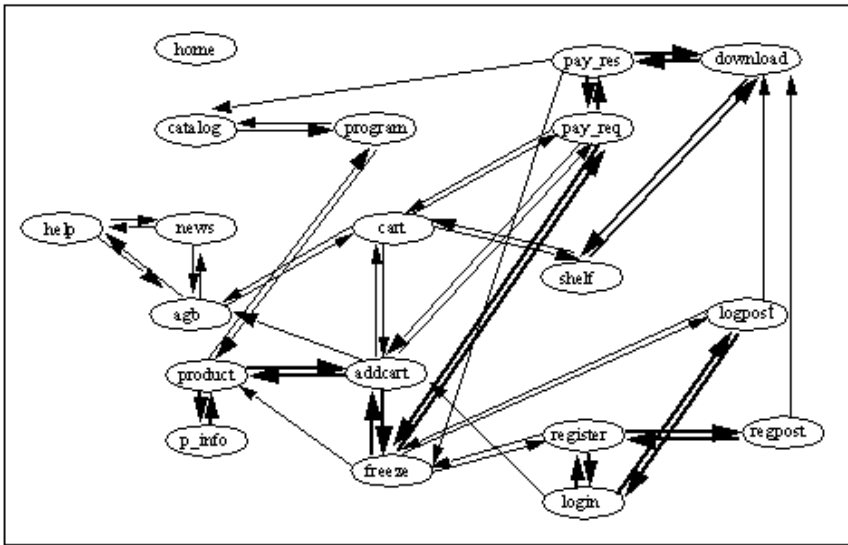 home
pay_res
download
catalog
program
pay_req
help
news
cart
shelf
agb
logpost
product
addcart
p_info
register
regpost
freeze
login